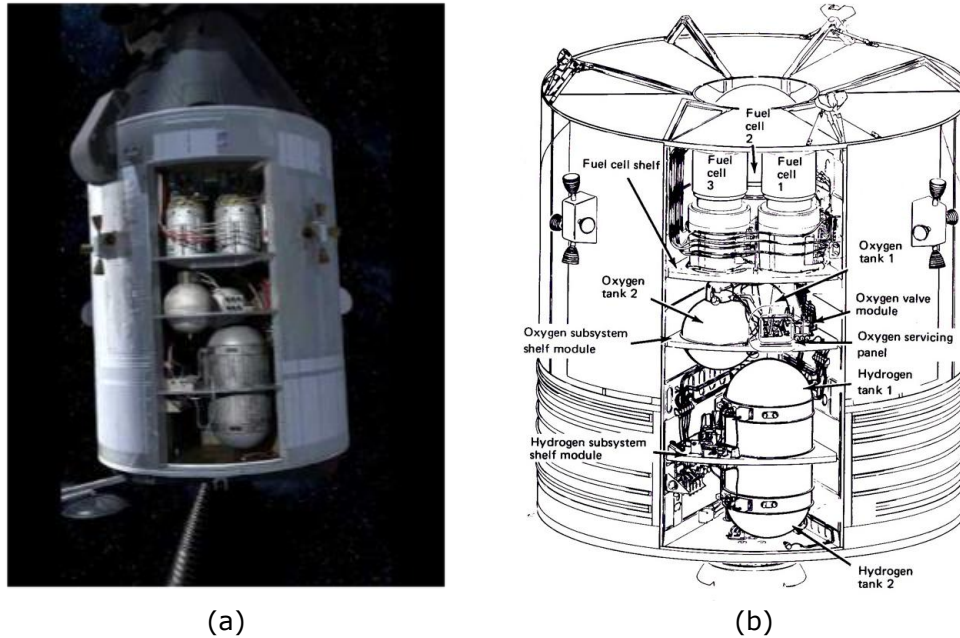 Fuel
cell
2
Fuel cell shelf
Fuel
cell
3
Fuel
cell
1
Oxygen
tank 1
Oxygen
tank 2
Oxygen valve
module
Oxygen subsystem
shelf module
Oxygen servicing
panel
Hydrogen
tank 1
Hydrogen subsystem
shelf module
Hydrogen
tank 2
(a)
(b)